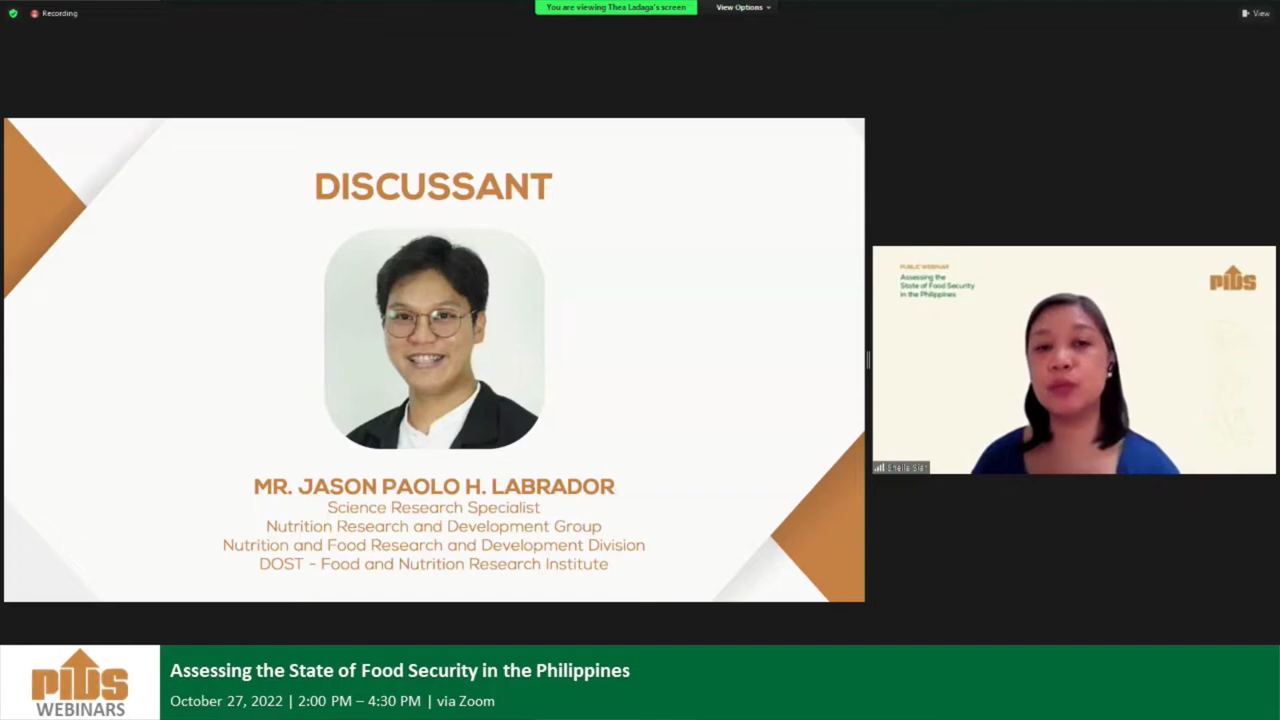 Recording
You are viewing Thea Ladaga's screen
View Options
View
DISCUSSANT
MR. JASON PAOLO H. LABRADOR
Science Research Specialist
Nutrition Research and Development Group
Nutrition and Food Research and Development Division
DOST - Food and Nutrition Research Institute
PUBLIC WEBINAR
Assessing the
State of Food Security
in the Philippines
PIDS
Sheila Siar
PIDS
WEBINARS
Assessing the State of Food Security in the Philippines
October 27, 2022 | 2:00 PM – 4:30 PM | via Zoom